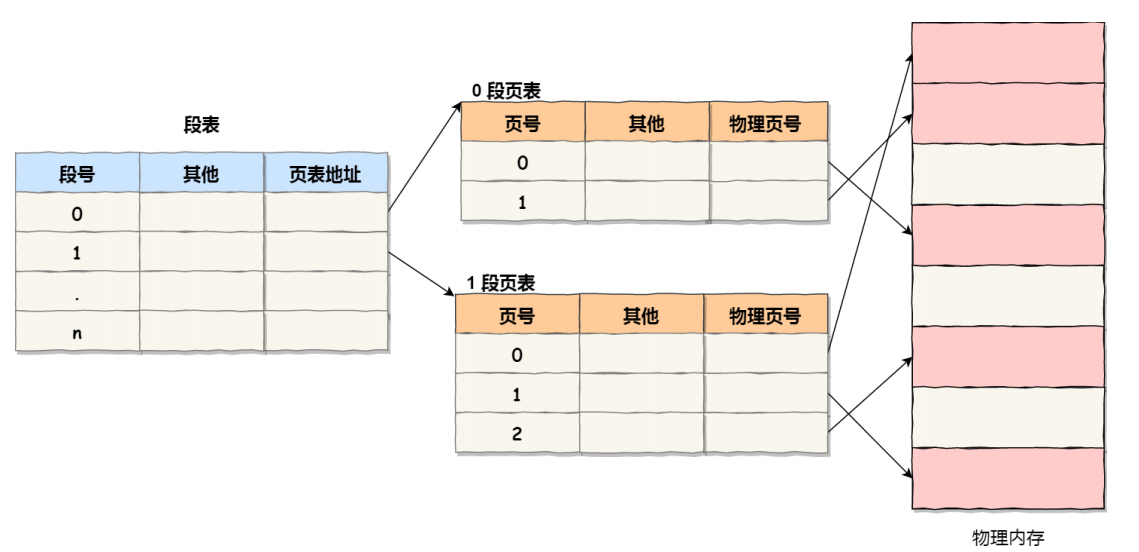 段表
段号 其他 页表地址
0
1
.
n
0 段页表
页号 其他 物理页号
0
1
1 段页表
页号 其他 物理页号
0
1
2
物理内存